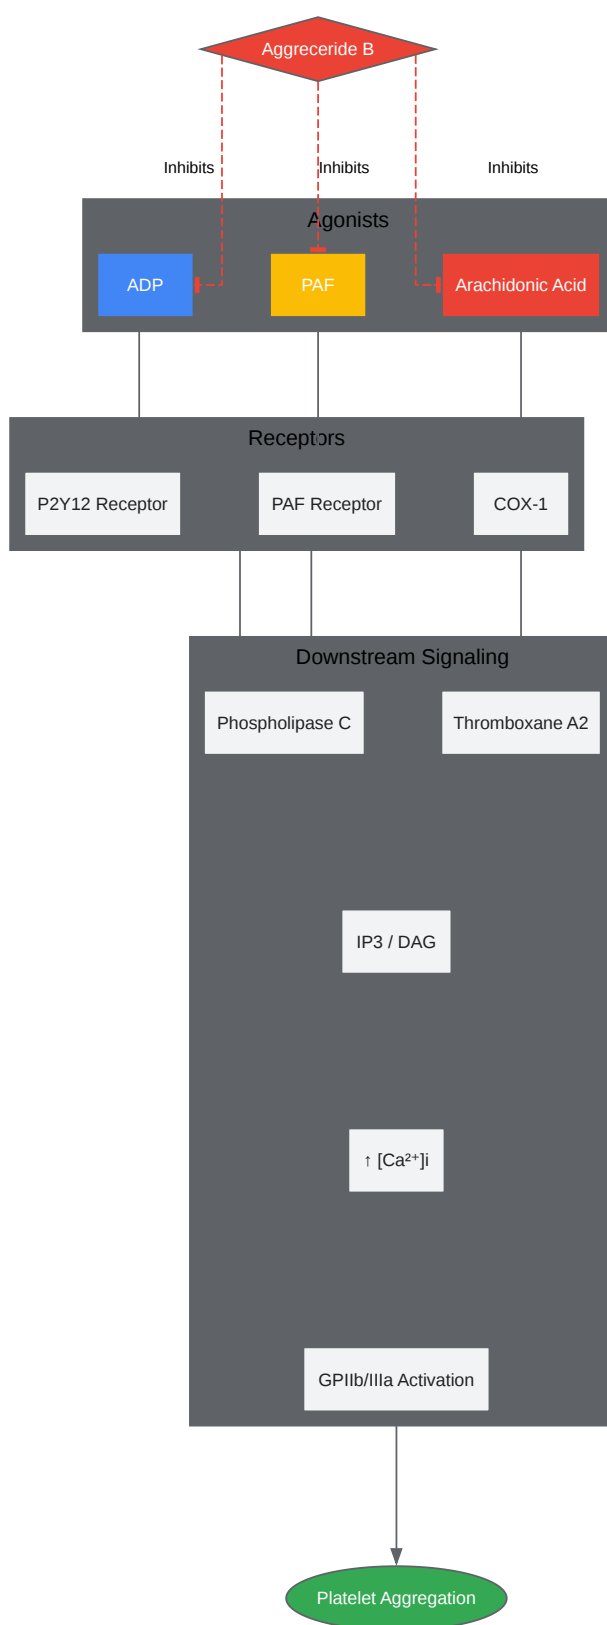 Aggreceride B
Inhibits
Inhibits
Inhibits
Agonists
ADP
PAF
Arachidonic Acid
Receptors
P2Y12 Receptor
PAF Receptor
COX-1
Downstream Signaling
Phospholipase C
Thromboxane A2
IP3 / DAG
↑ [Ca²⁺]i
GPIIb/IIIa Activation
Platelet Aggregation